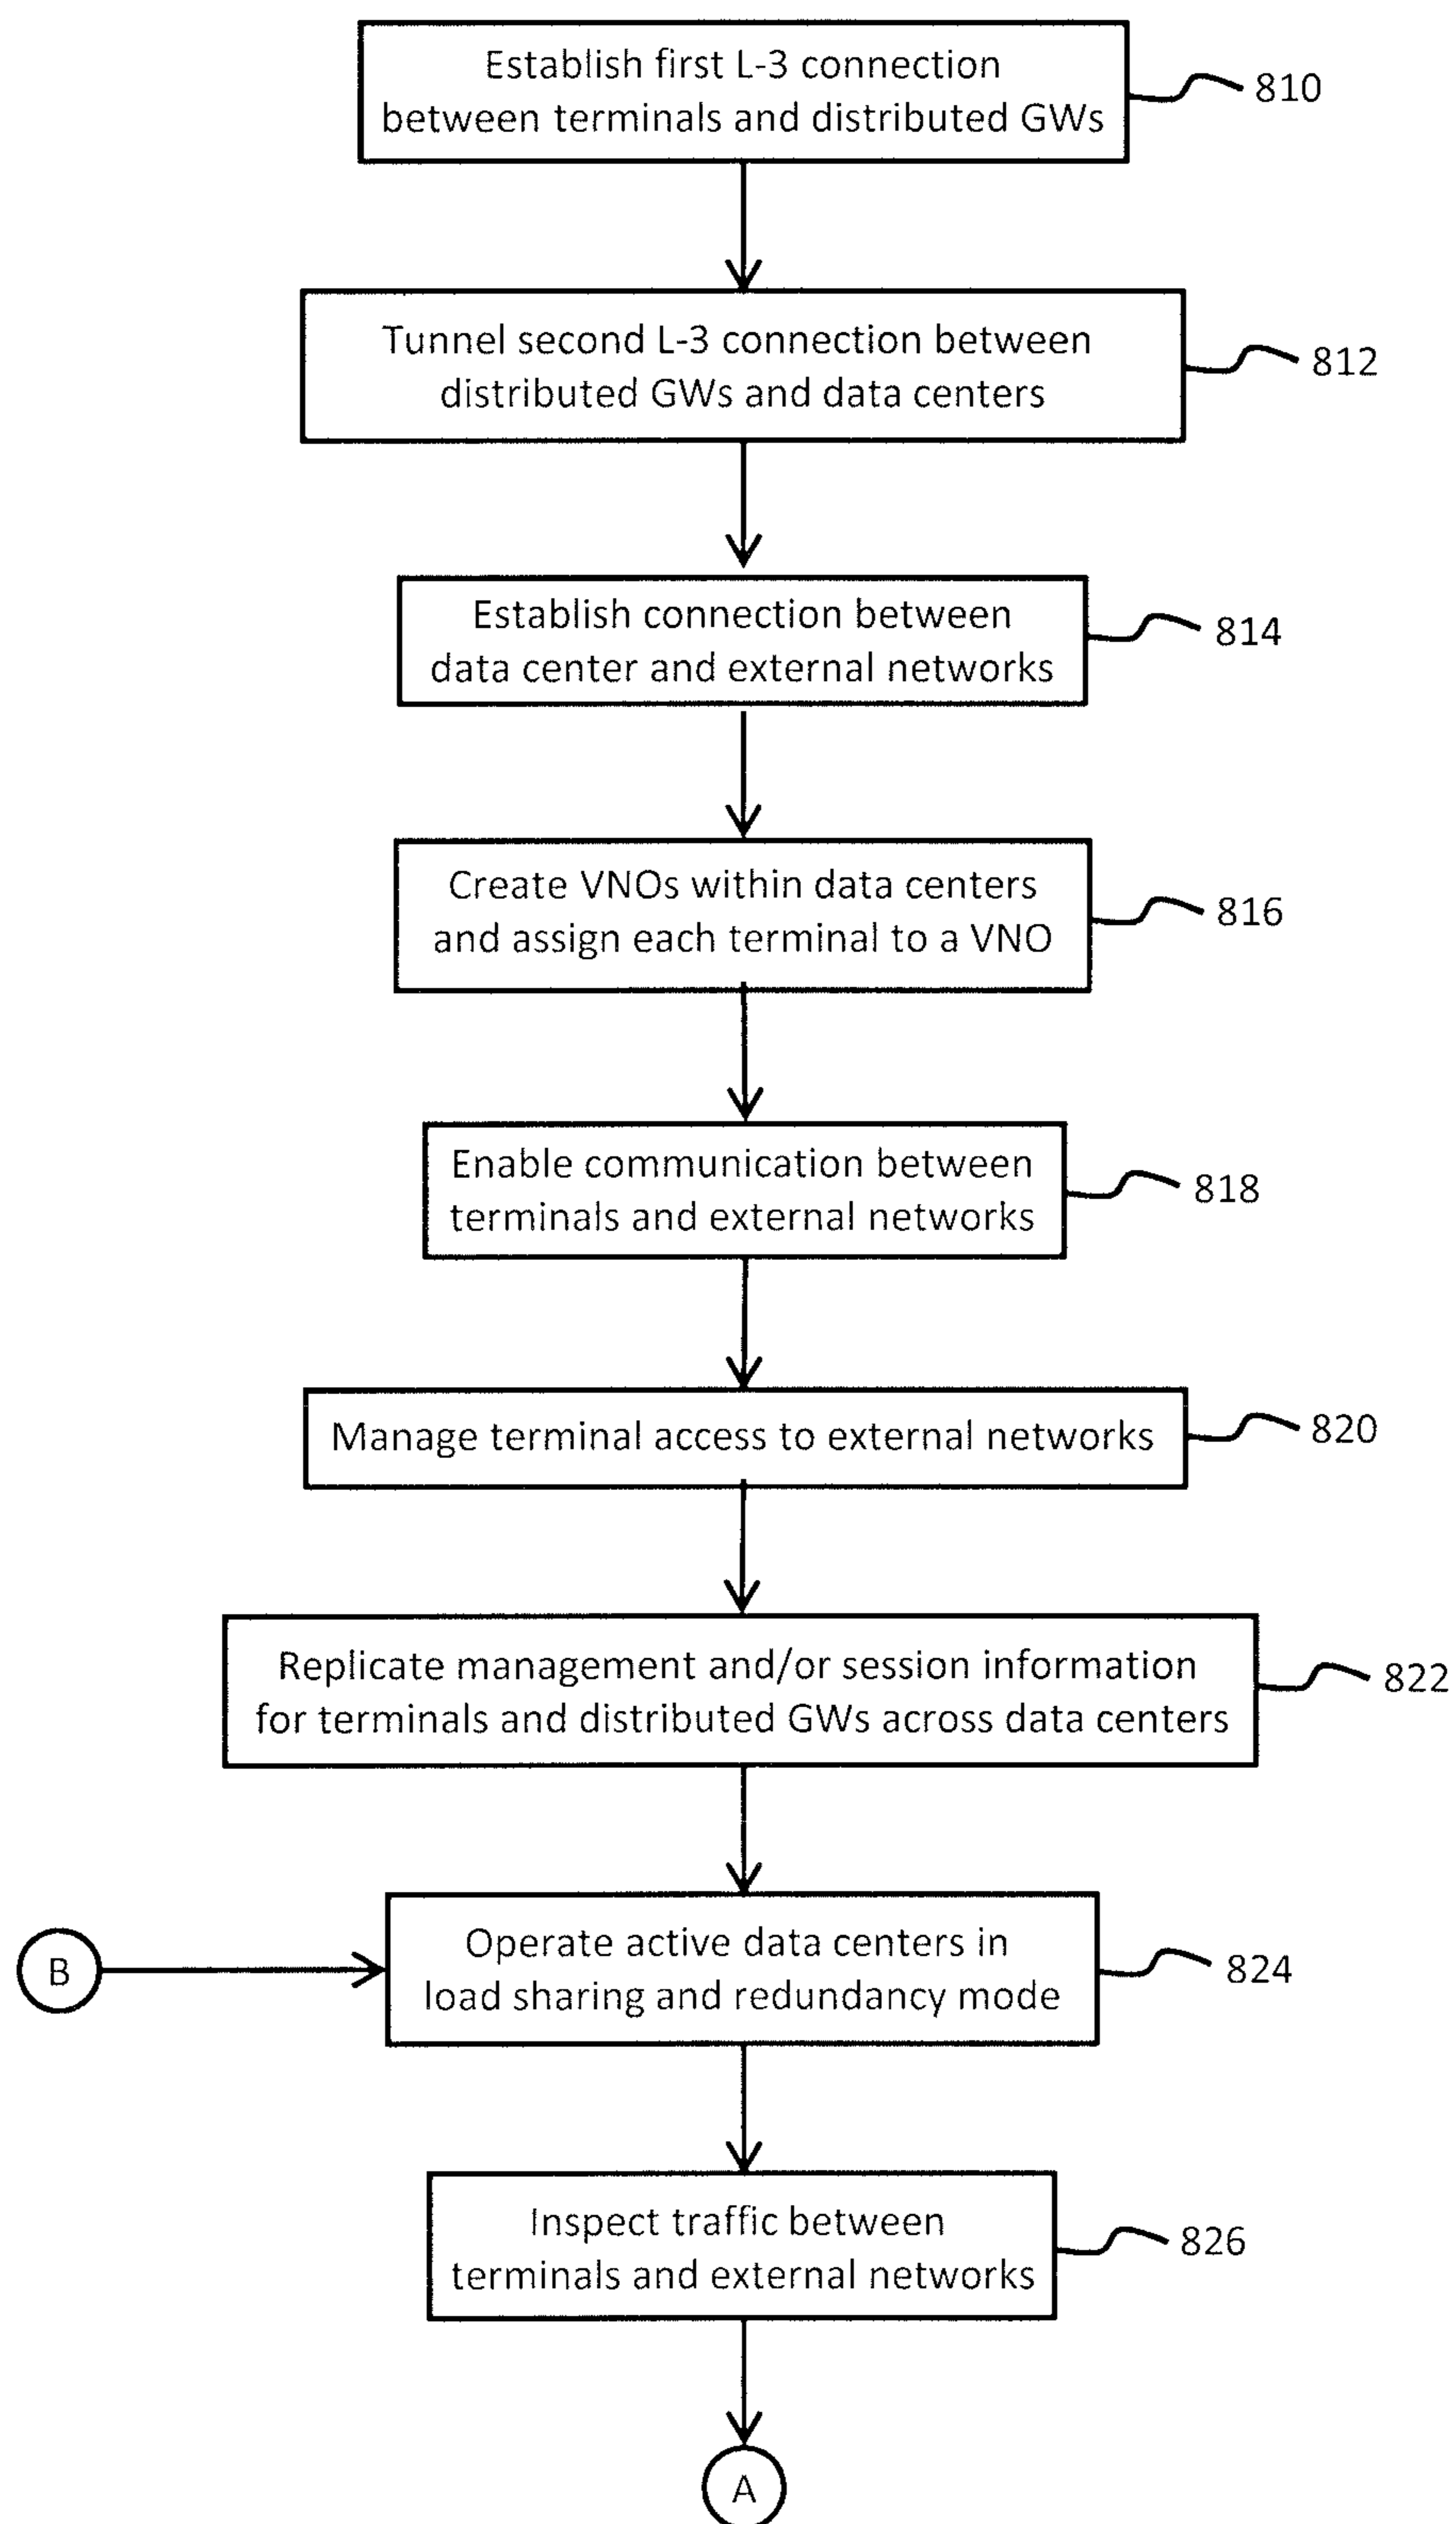 Establish first L-3 connection
between terminals and distributed GWs
810
Tunnel second L-3 connection between
distributed GWs and data centers
812
Establish connection between
data center and external networks
814
Create VNOs within data centers
and assign each terminal to a VNO
816
Enable communication between
terminals and external networks
818
Manage terminal access to external networks
820
Replicate management and/or session information
for terminals and distributed GWs across data centers
822
B
Operate active data centers in
load sharing and redundancy mode
824
Inspect traffic between
terminals and external networks
826
A